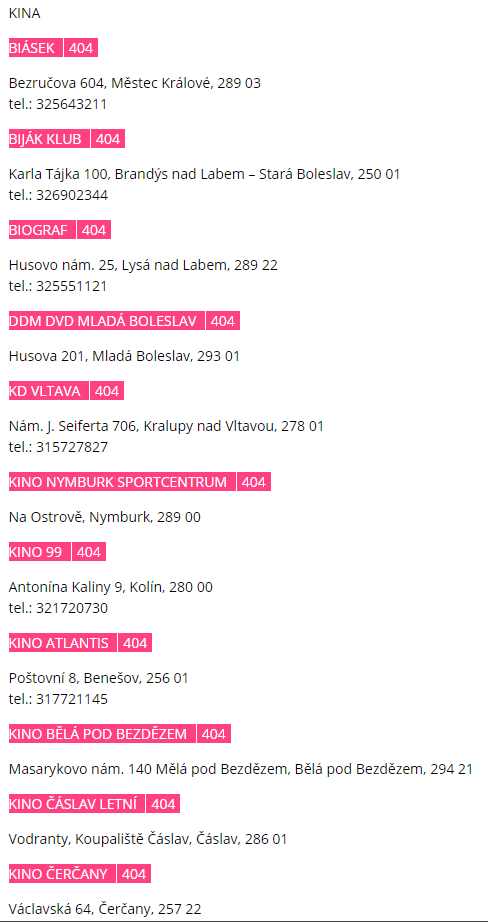 KINA
BIÁSEK 404
Bezručova 604, Městec Králové, 289 03
tel.: 325643211
BIJÁK KLUB 404
Karla Tájka 100, Brandýs nad Labem – Stará Boleslav, 250 01
tel.: 326902344
BIOGRAF 404
Husovo nám. 25, Lysá nad Labem, 289 22
tel.: 325551121
DDM DVD MLADÁ BOLESLAV 404
Husova 201, Mladá Boleslav, 293 01
KD VLTAVA 404
Nám. J. Seiferta 706, Kralupy nad Vltavou, 278 01
tel.: 315727827
KINO NYMBURK SPORTCENTRUM 404
Na Ostrově, Nymburk, 289 00
KINO 99 404
Antonína Kaliny 9, Kolín, 280 00
tel.: 321720730
KINO ATLANTIS 404
Poštovní 8, Benešov, 256 01
tel.: 317721145
KINO BĚLÁ POD BEZDĚZEM 404
Masarykovo nám. 140 Mělá pod Bezdězem, Bělá pod Bezdězem, 294 21
KINO ČÁSLAV LETNÍ 404
Vodranty, Koupaliště Čáslav, Čáslav, 286 01
KINO ČERČANY 404
Václavská 64, Čerčany, 257 22